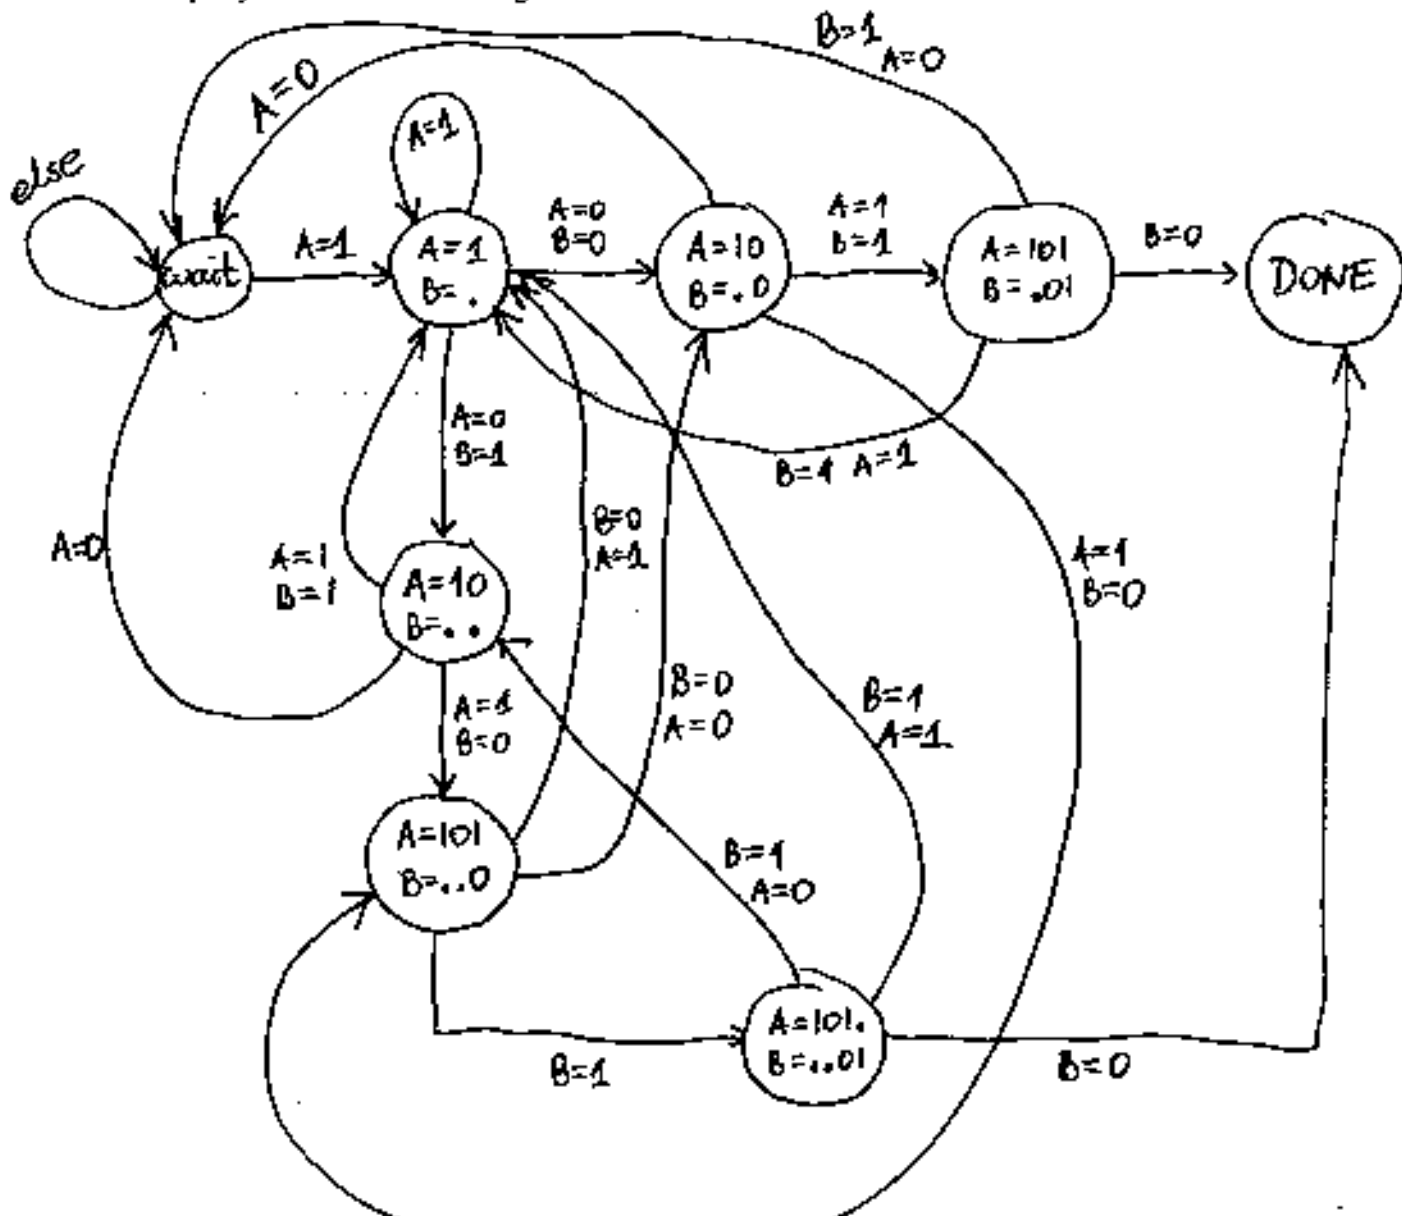 B=1
A=0
A=0
A=1
else
wait
A=1
A=1
B=.
A=0
B=0
A=10
B=..0
A=1
B=1
A=101
B=.01
B=0
DONE
A=0
B=1
B=1 A=1
A=0
A=1
B=1
A=10
B=..
B=0
A=1
A=1
B=0
B=0
A=0
B=1
A=1
A=1
B=0
A=101
B=..0
B=1
A=0
A=101.
B=..01
B=1
B=0